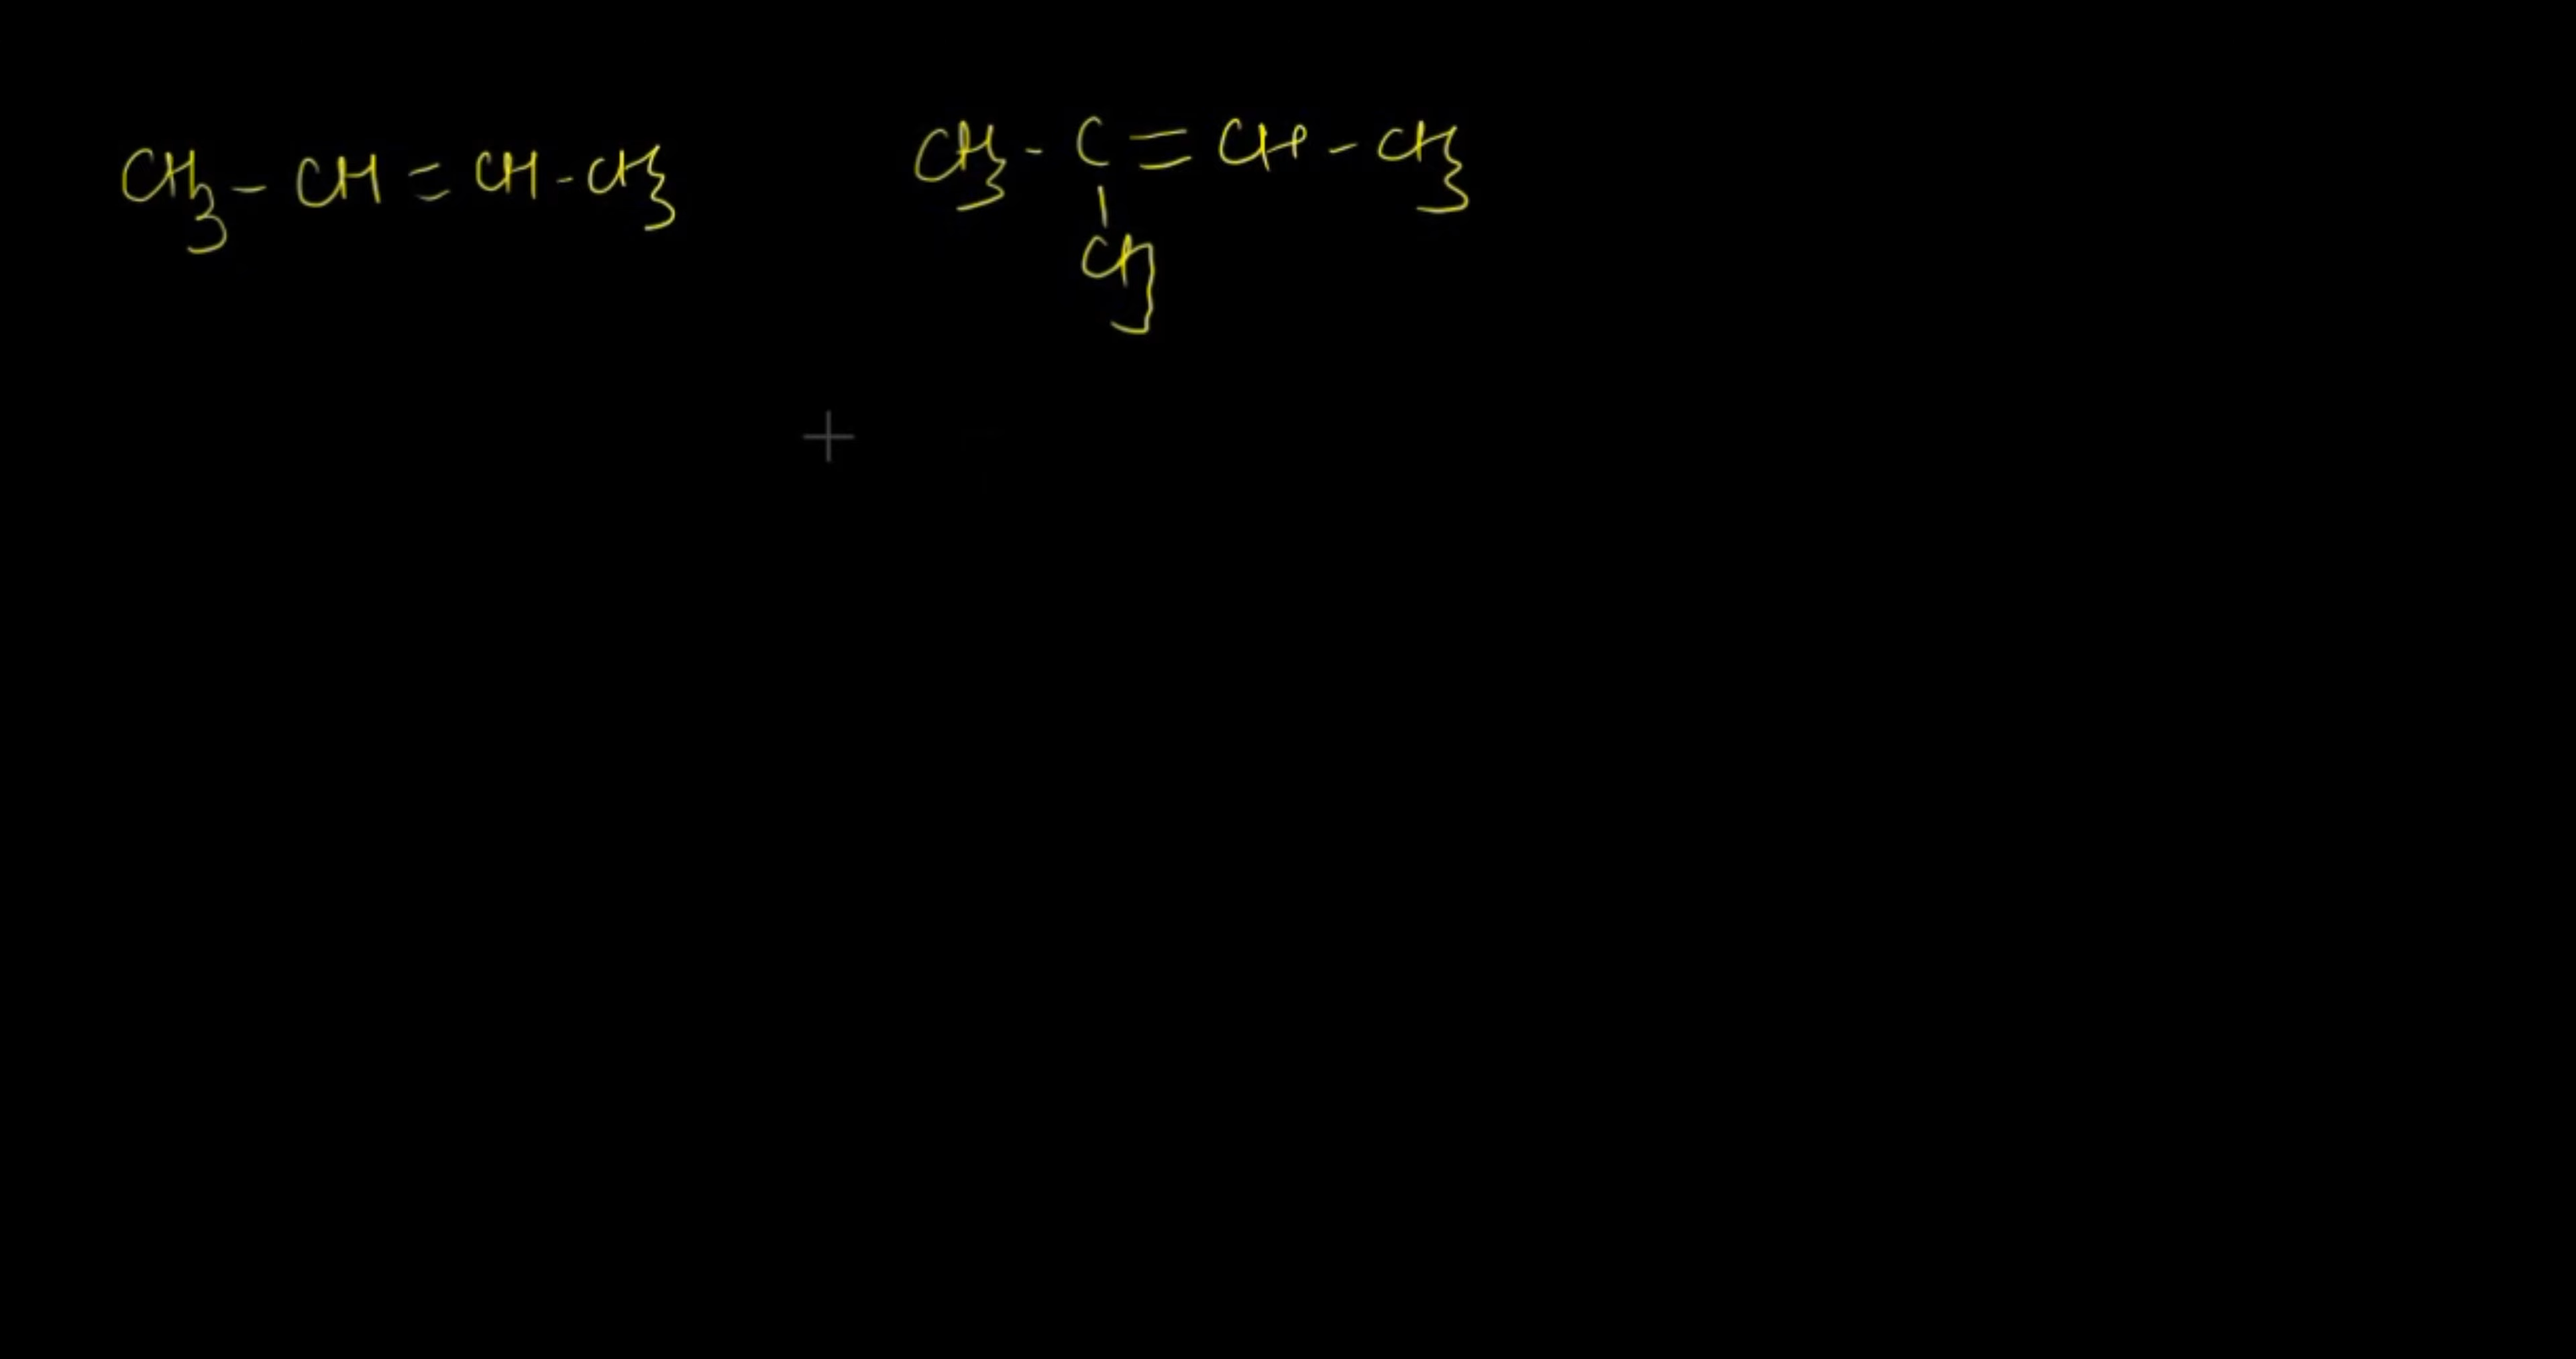 CH3 - CH = CH - CH3
CH3 - C = CH - CH3
|
CH3